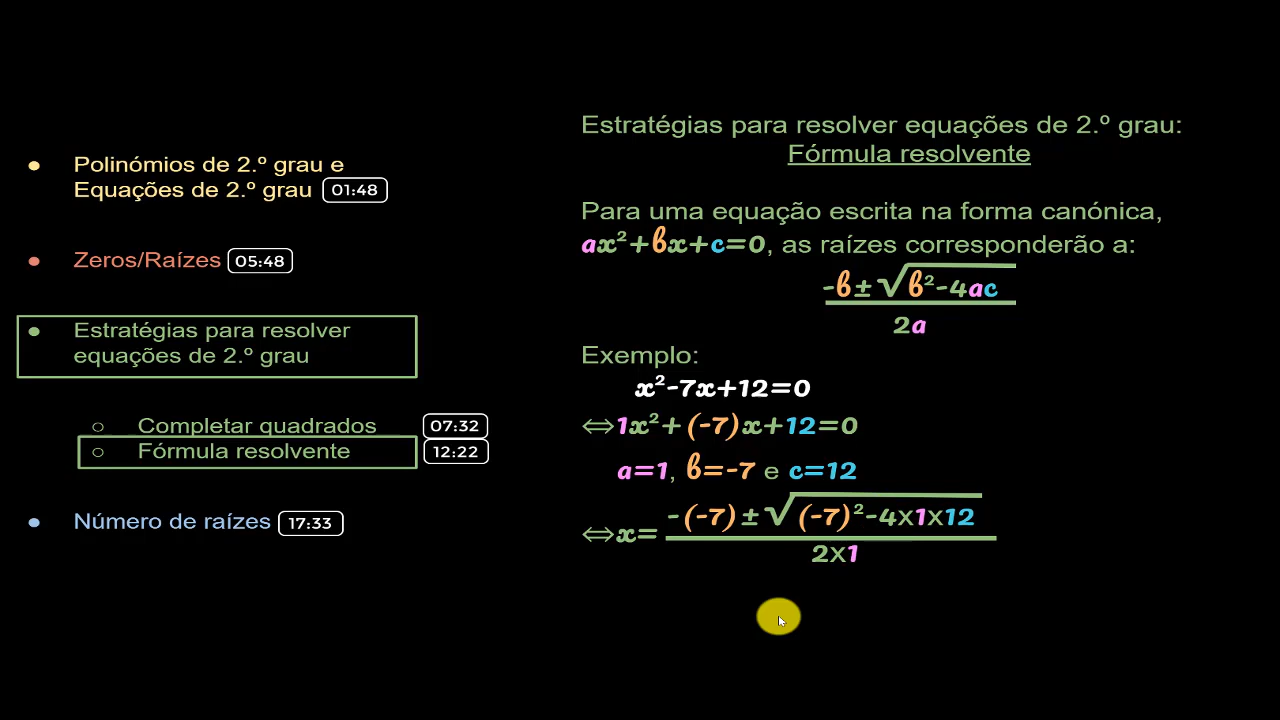 ● Polinómios de 2.º grau e
Equações de 2.º grau 01:48
● Zeros/Raízes 05:48
● Estratégias para resolver
equações de 2.º grau
○ Completar quadrados 07:32
○ Fórmula resolvente 12:22
● Número de raízes 17:33
Estratégias para resolver equações de 2.º grau:
Fórmula resolvente
Para uma equação escrita na forma canónica,
ax²+bx+c=0, as raízes corresponderão a:
-b±√b²-4ac
2a
Exemplo:
x²-7x+12=0
⇔1x²+(-7)x+12=0
a=1, b=-7 e c=12
⇔x=
-(-7)±√(-7)²-4x1x12
2x1